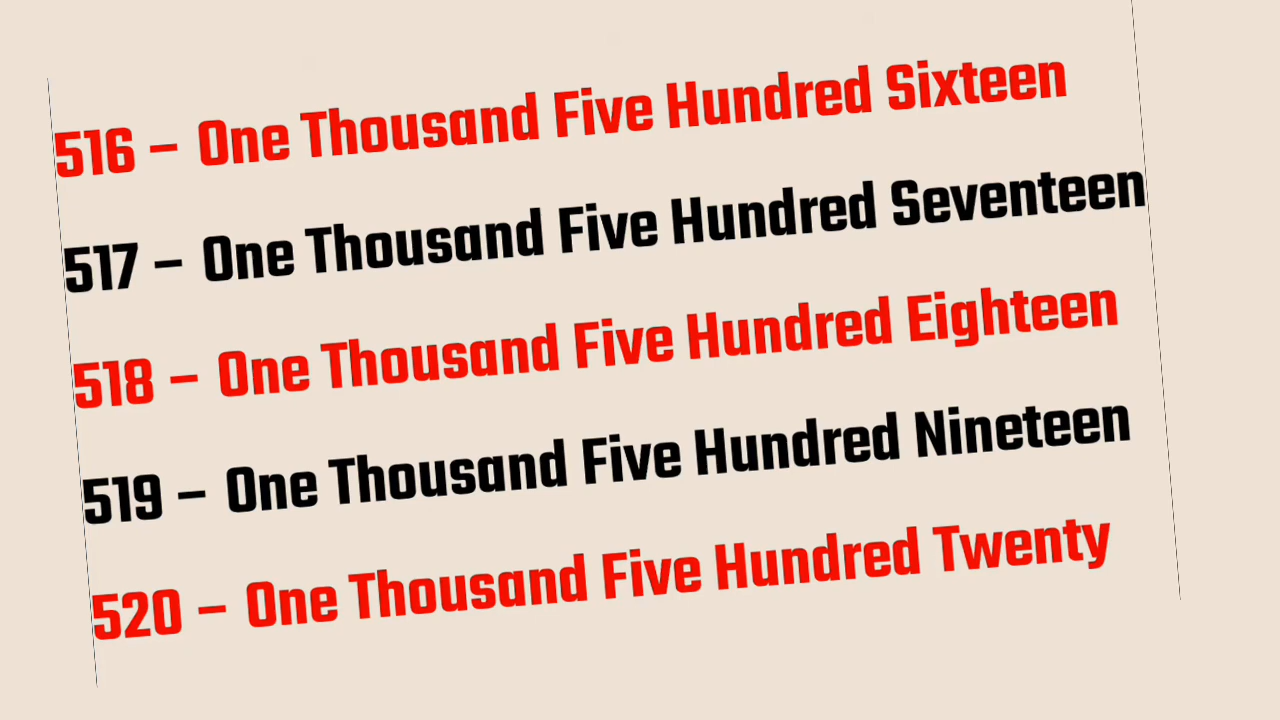 516 – One Thousand Five Hundred Sixteen
517 – One Thousand Five Hundred Seventeen
518 – One Thousand Five Hundred Eighteen
519 – One Thousand Five Hundred Nineteen
520 – One Thousand Five Hundred Twenty